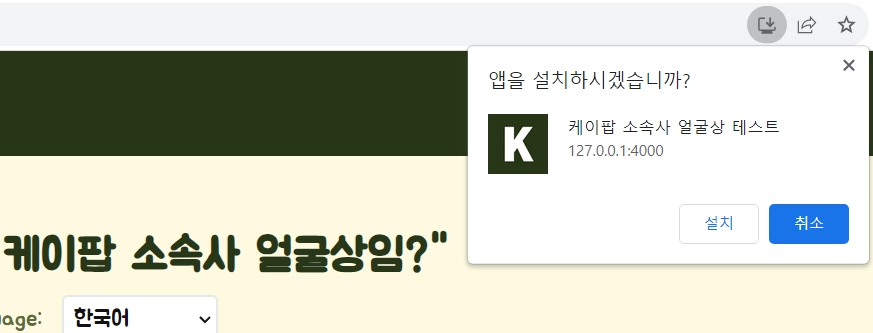 앱을 설치하시겠습니까?
K
케이팝 소속사 얼굴상 테스트
127.0.0.1:4000
설치
취소
케이팝 소속사 얼굴상임?"
uage:
한국어